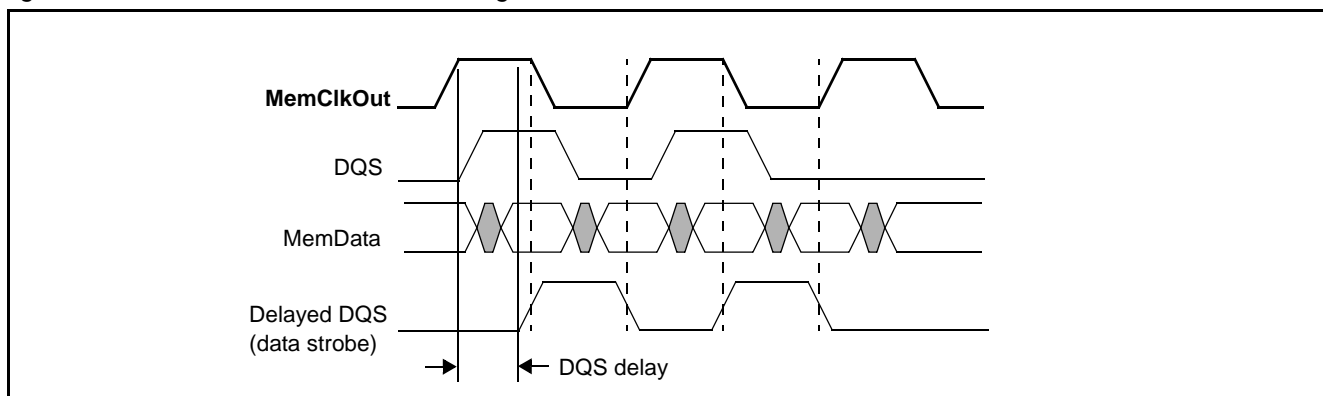 MemClkOut
DQS
MemData
Delayed DQS
(data strobe)
DQS delay